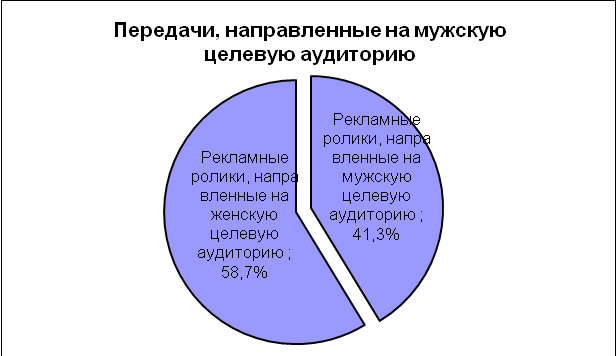 Передачи, направленные на мужскую
целевую аудиторию
Рекламные
ролики, напра
вленные на
женскую
целевую
аудиторию ;
58,7%
Рекламные
ролики, напра
вленные на
мужскую
целевую
аудиторию ;
41,3%